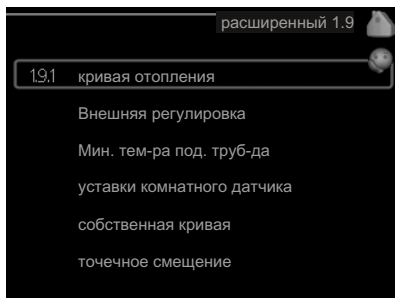 расширенный 1.9
1.9.1 кривая отопления
Внешняя регулировка
Мин. тем-ра под. труб-да
уставки комнатного датчика
собственная кривая
точечное смещение